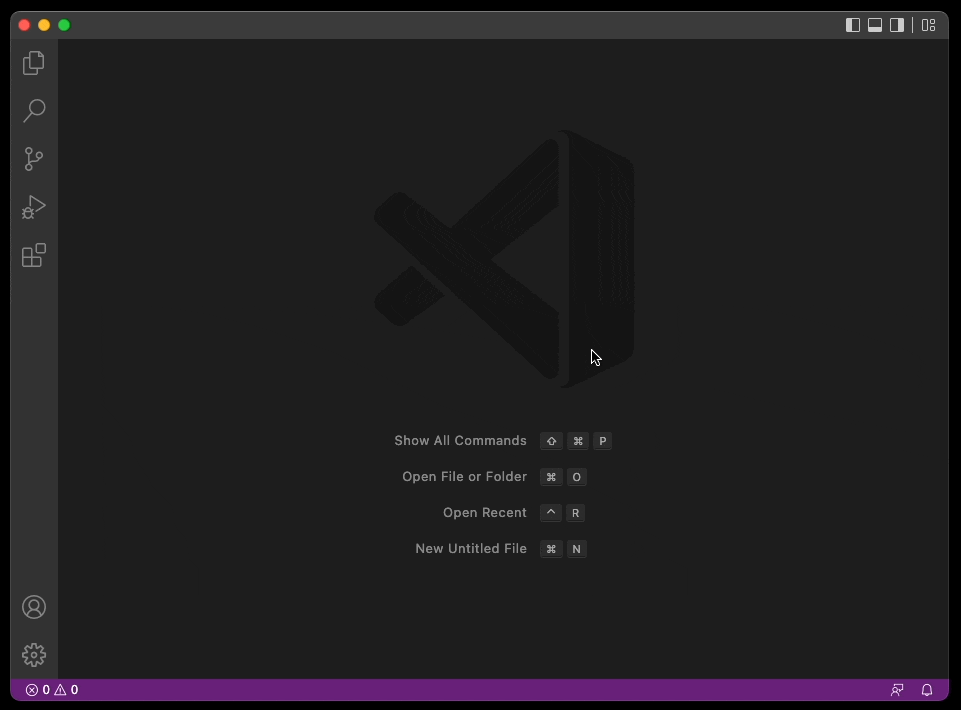 Show All Commands ⇧ ⌘ P
Open File or Folder ⌘ O
Open Recent ^ R
New Untitled File ⌘ N
0 0